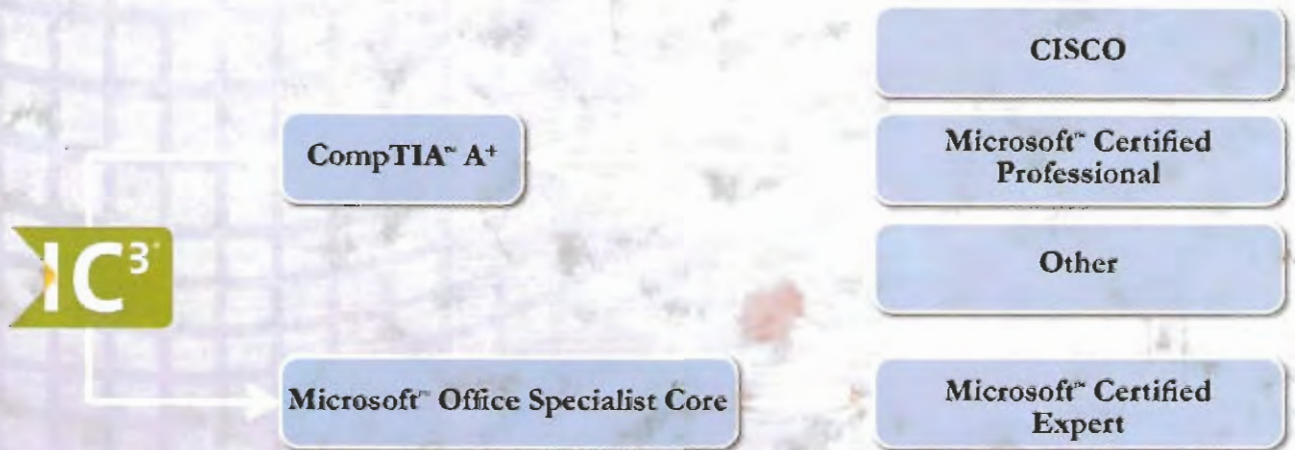 CISCO
CompTIA™ A+
Microsoft™ Certified
Professional
IC³®
Other
Microsoft™ Office Specialist Core
Microsoft™ Certified
Expert